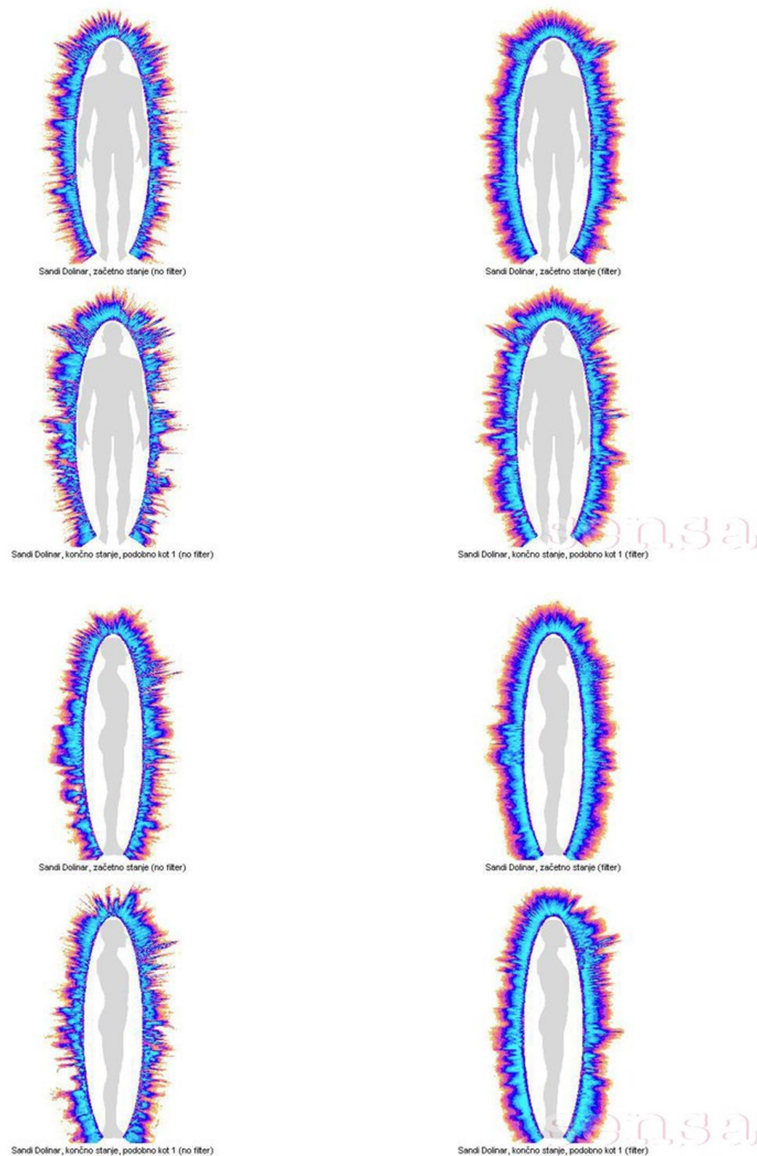 Sandi Dolinar, začetno stanje (no filter)
Sandi Dolinar, začetno stanje (filter)
sensa
Sandi Dolinar, končno stanje, podobno kot 1 (no filter)
Sandi Dolinar, končno stanje, podobno kot 1 (filter)
Sandi Dolinar, začetno stanje (no filter)
Sandi Dolinar, začetno stanje (filter)
sensa
Sandi Dolinar, končno stanje, podobno kot 1 (no filter)
Sandi Dolinar, končno stanje, podobno kot 1 (filter)